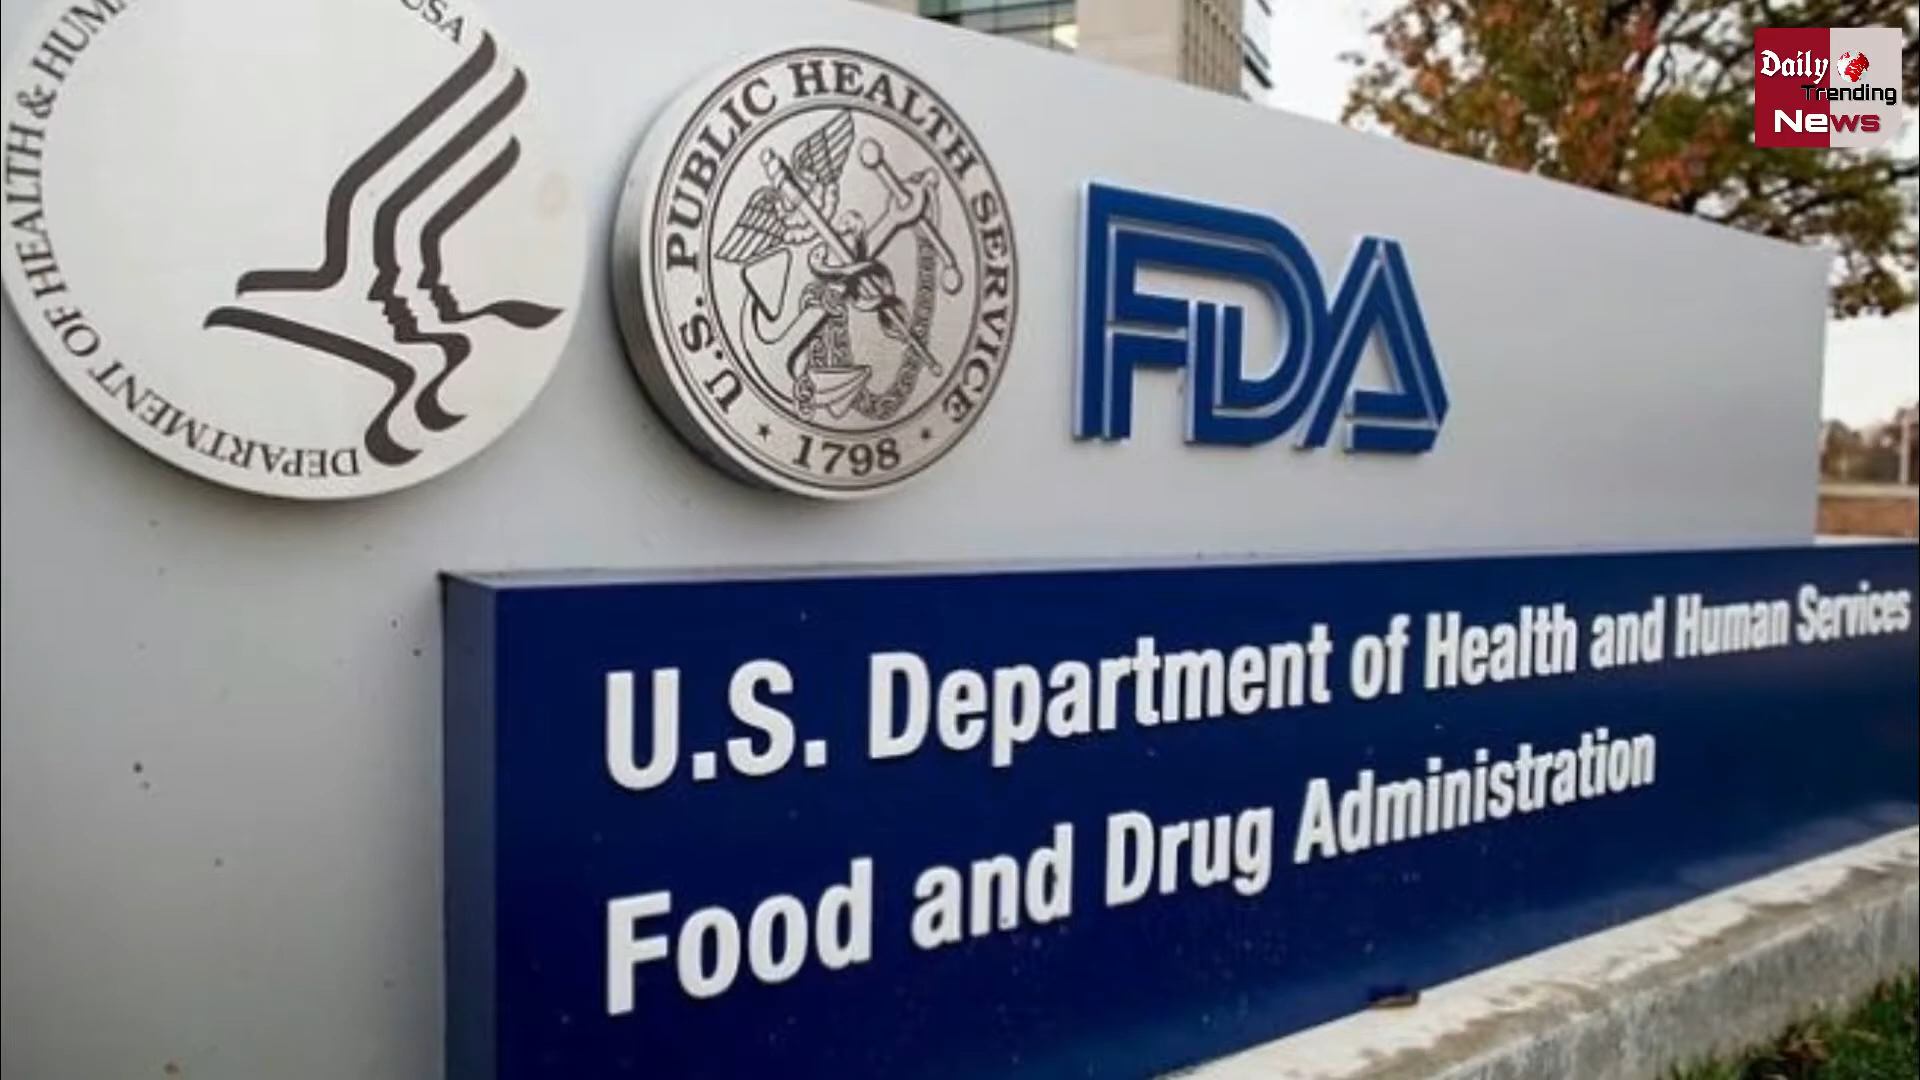 DEPARTMENT OF HEALTH & HUMA
USA
U.S. PUBLIC HEALTH SERVICE
1798
FDA
Daily
Trending
News
U.S. Department of Health and Human Services
Food and Drug Administration